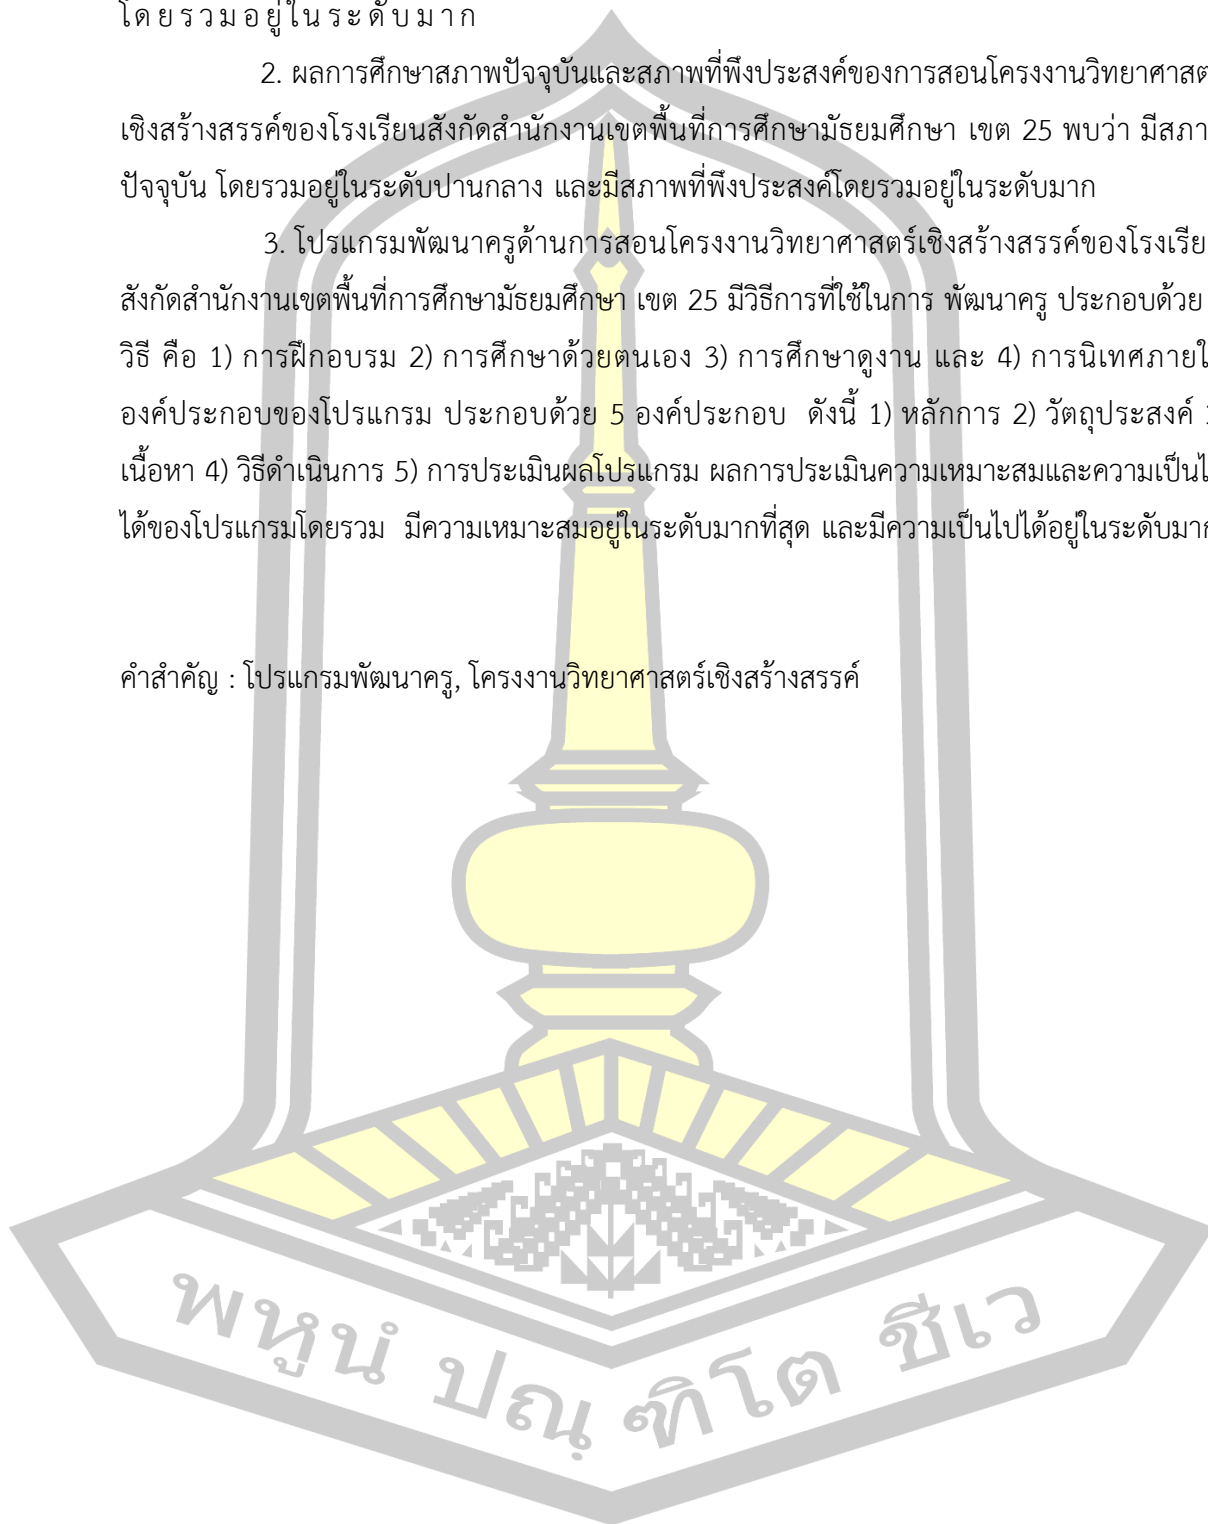 โดยรวมอยู่ในระดับมาก
2. ผลการศึกษาสภาพปัจจุบันและสภาพที่พึงประสงค์ของการสอนโครงงานวิทยาศาสต
เชิงสร้างสรรค์ของโรงเรียนสังกัดสำนักงานเขตพื้นที่การศึกษามัธยมศึกษา เขต 25 พบว่า มีสภา
ปัจจุบัน โดยรวมอยู่ในระดับปานกลาง และมีสภาพที่พึงประสงค์โดยรวมอยู่ในระดับมาก
3. โปรแกรมพัฒนาครูด้านการสอนโครงงานวิทยาศาสตร์เชิงสร้างสรรค์ของโรงเรีย
สังกัดสำนักงานเขตพื้นที่การศึกษามัธยมศึกษา เขต 25 มีวิธีการที่ใช้ในการ พัฒนาครู ประกอบด้วย
วิธี คือ 1) การฝึกอบรม 2) การศึกษาด้วยตนเอง 3) การศึกษาดูงาน และ 4) การนิเทศภายใ
องค์ประกอบของโปรแกรม ประกอบด้วย 5 องค์ประกอบ ดังนี้ 1) หลักการ 2) วัตถุประสงค์
เนื้อหา 4) วิธีดำเนินการ 5) การประเมินผลโปรแกรม ผลการประเมินความเหมาะสมและความเป็นไ
ได้ของโปรแกรมโดยรวม มีความเหมาะสมอยู่ในระดับมากที่สุด และมีความเป็นไปได้อยู่ในระดับมาก
คำสำคัญ : โปรแกรมพัฒนาครู, โครงงานวิทยาศาสตร์เชิงสร้างสรรค์
พหูนํ ปณฺฑิโต ชีเว